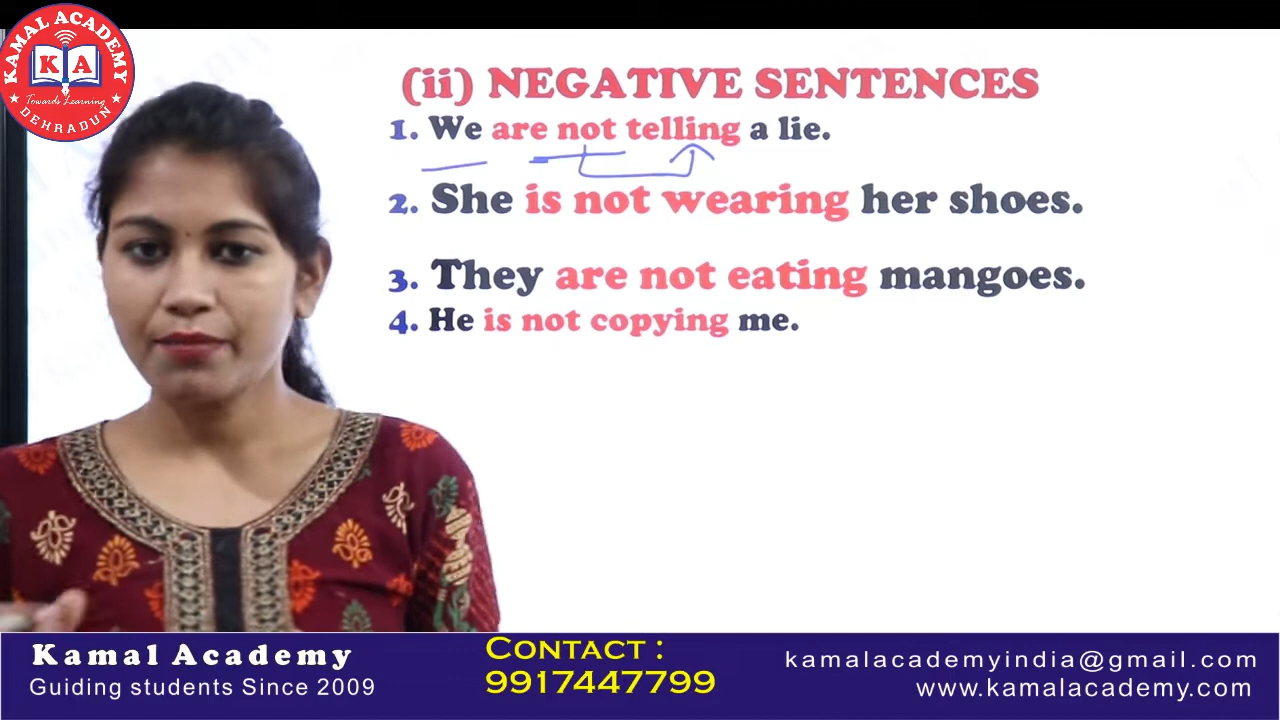 KAMAL ACADEMY
K A
Towards Learning
DEHRADUN
(ii) NEGATIVE SENTENCES
1. We are not telling a lie.
2. She is not wearing her shoes.
3. They are not eating mangoes.
4. He is not copying me.
Kamal Academy
Guiding students Since 2009
CONTACT :
9917447799
kamalacademyindia@gmail.com
www.kamalacademy.com